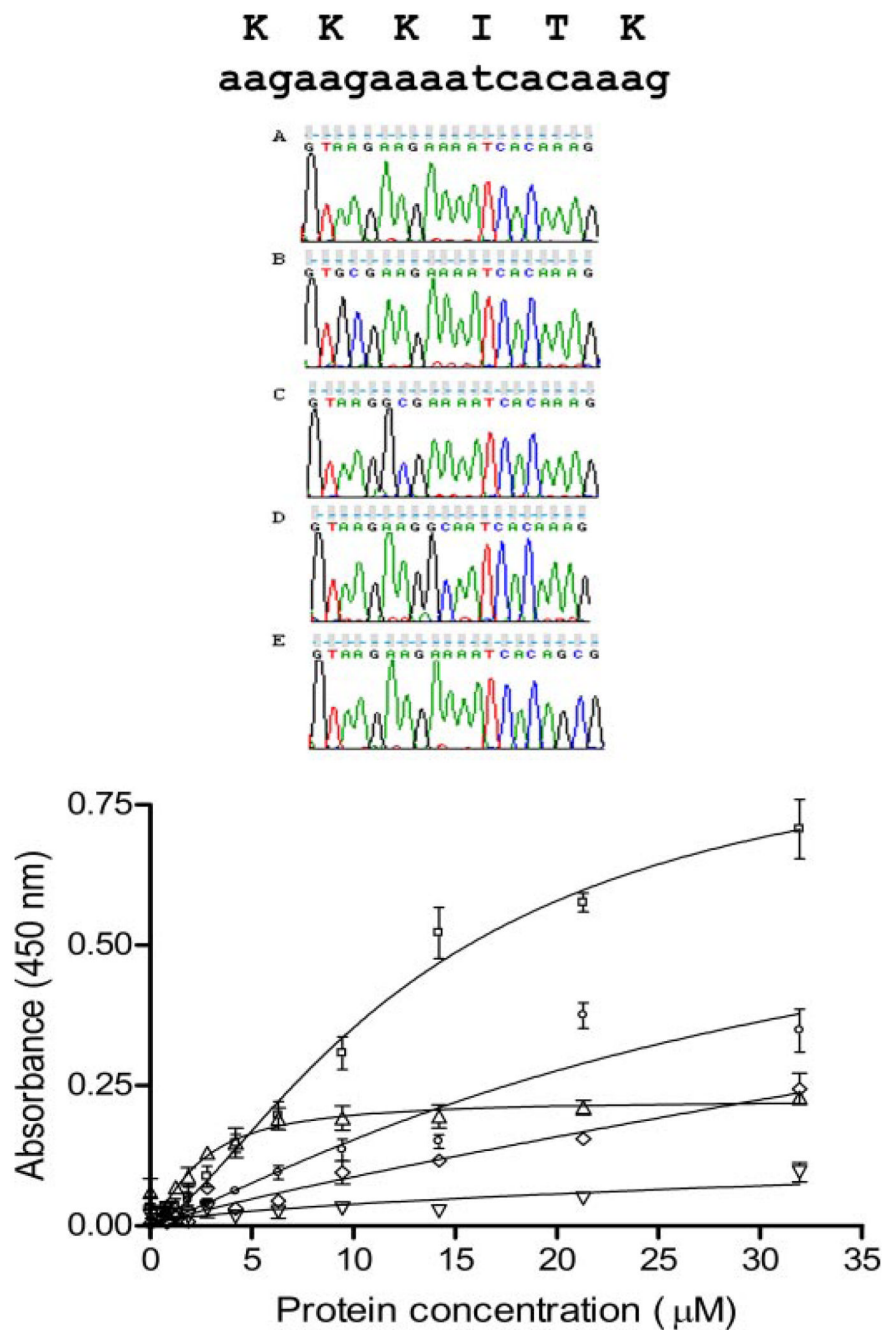 K K K I T K
aagaagaaaatcacaaag
A
GTAAGAAGAAAATCACAAAG
B
GTGCGAAGAAAATCACAAAG
C
GTAAGGCGAAAATCACAAAG
D
GTAAGAAGGCAATCACAAAG
E
GTAAGAAGAAAATCACAGCG
0.75
0.50
0.25
0.00
Absorbance (450 nm)
0 5 10 15 20 25 30 35
Protein concentration (μM)